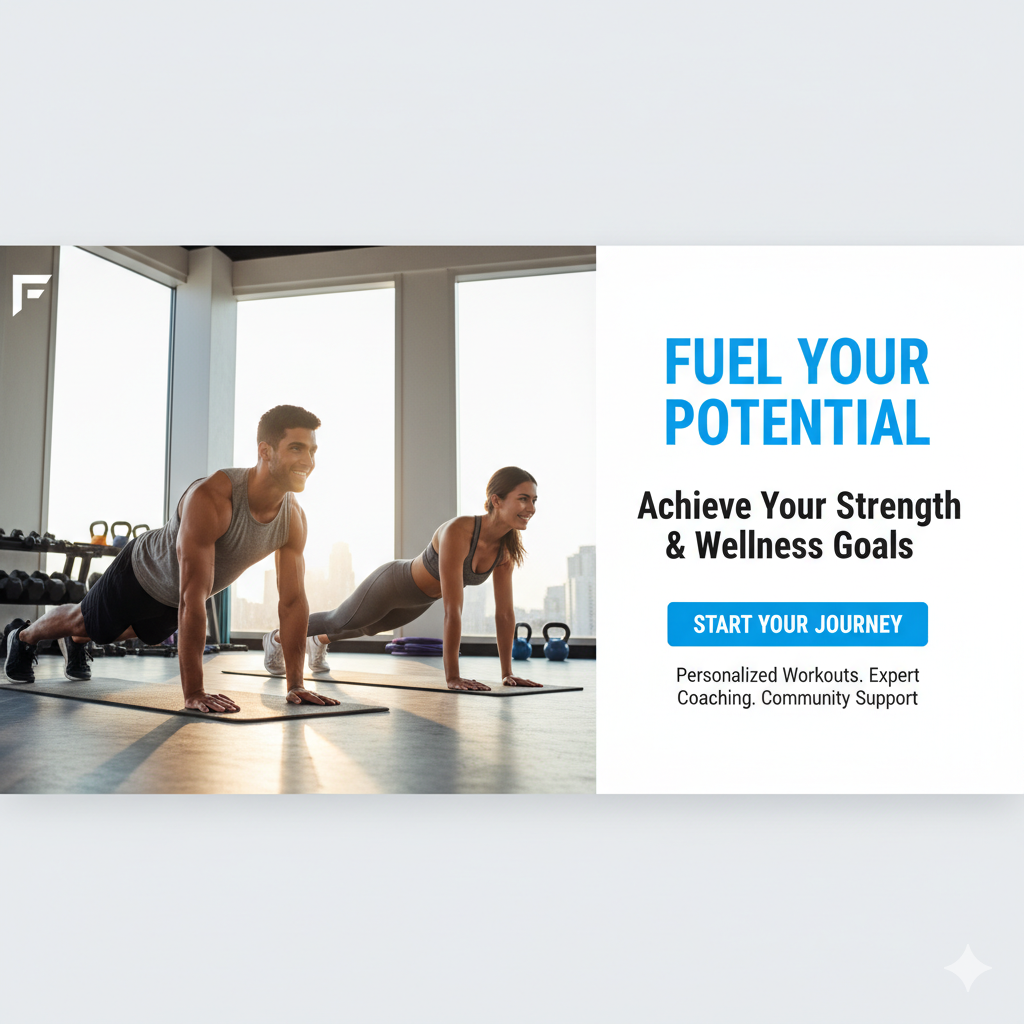 F
FUEL YOUR
POTENTIAL
Achieve Your Strength
& Wellness Goals
START YOUR JOURNEY
Personalized Workouts. Expert
Coaching. Community Support